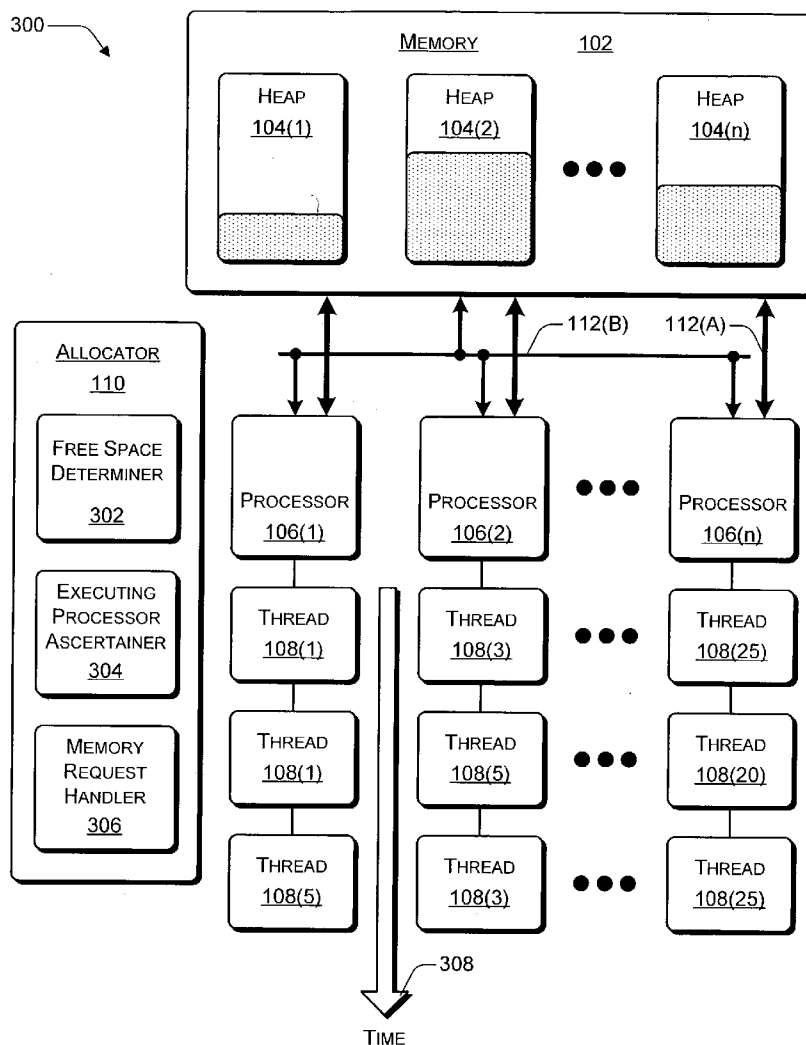 300
MEMORY 102
HEAP
104(1)
HEAP
104(2)
HEAP
104(n)
112(B)
112(A)
ALLOCATOR
110
FREE SPACE
DETERMINER
302
EXECUTING
PROCESSOR
ASCERTAINER
304
MEMORY
REQUEST
HANDLER
306
PROCESSOR
106(1)
PROCESSOR
106(2)
PROCESSOR
106(n)
THREAD
108(1)
THREAD
108(3)
THREAD
108(25)
THREAD
108(1)
THREAD
108(5)
THREAD
108(20)
THREAD
108(5)
THREAD
108(3)
THREAD
108(25)
308
TIME